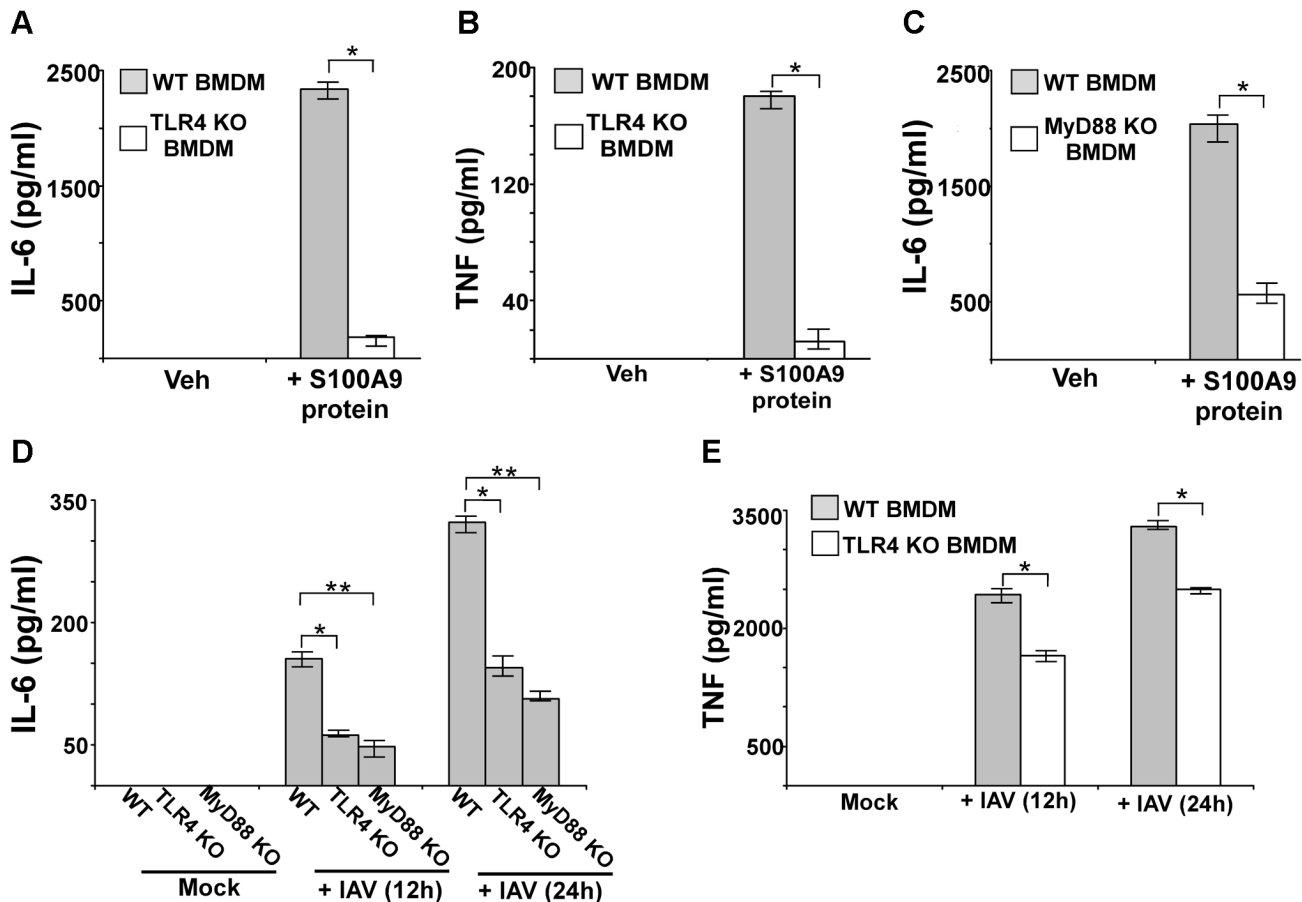 A
IL-6 (pg/ml)
2500
1500
500
WT BMDM
TLR4 KO
BMDM
*
Veh
+ S100A9
protein
B
TNF (pg/ml)
200
120
40
WT BMDM
TLR4 KO
BMDM
*
Veh
+ S100A9
protein
C
IL-6 (pg/ml)
2500
1500
500
WT BMDM
MyD88 KO
BMDM
*
Veh
+ S100A9
protein
D
IL-6 (pg/ml)
350
200
50
**
*
**
*
WT
TLR4 KO
MyD88 KO
WT
TLR4 KO
MyD88 KO
WT
TLR4 KO
MyD88 KO
Mock
+ IAV (12h)
+ IAV (24h)
E
TNF (pg/ml)
3500
2000
500
WT BMDM
TLR4 KO BMDM
*
*
Mock
+ IAV (12h)
+ IAV (24h)